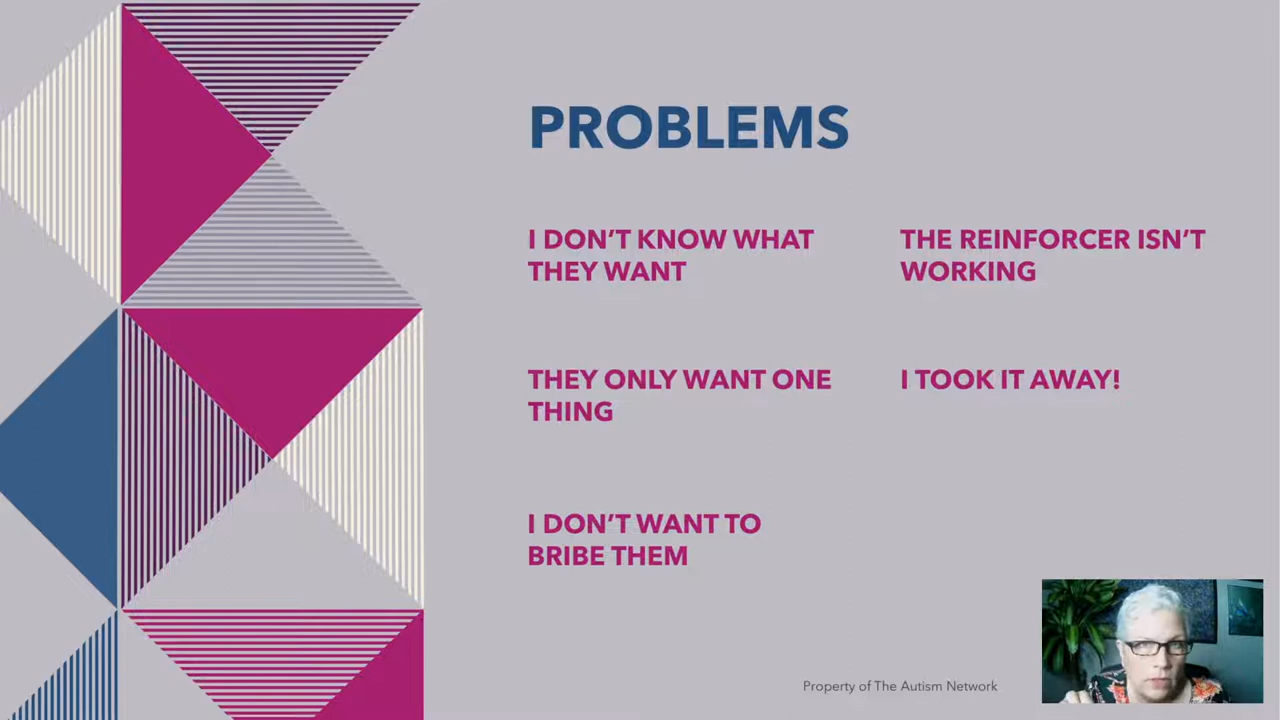 PROBLEMS
I DON'T KNOW WHAT
THEY WANT
THE REINFORCER ISN'T
WORKING
THEY ONLY WANT ONE
THING
I TOOK IT AWAY!
I DON'T WANT TO
BRIBE THEM
Property of The Autism Network